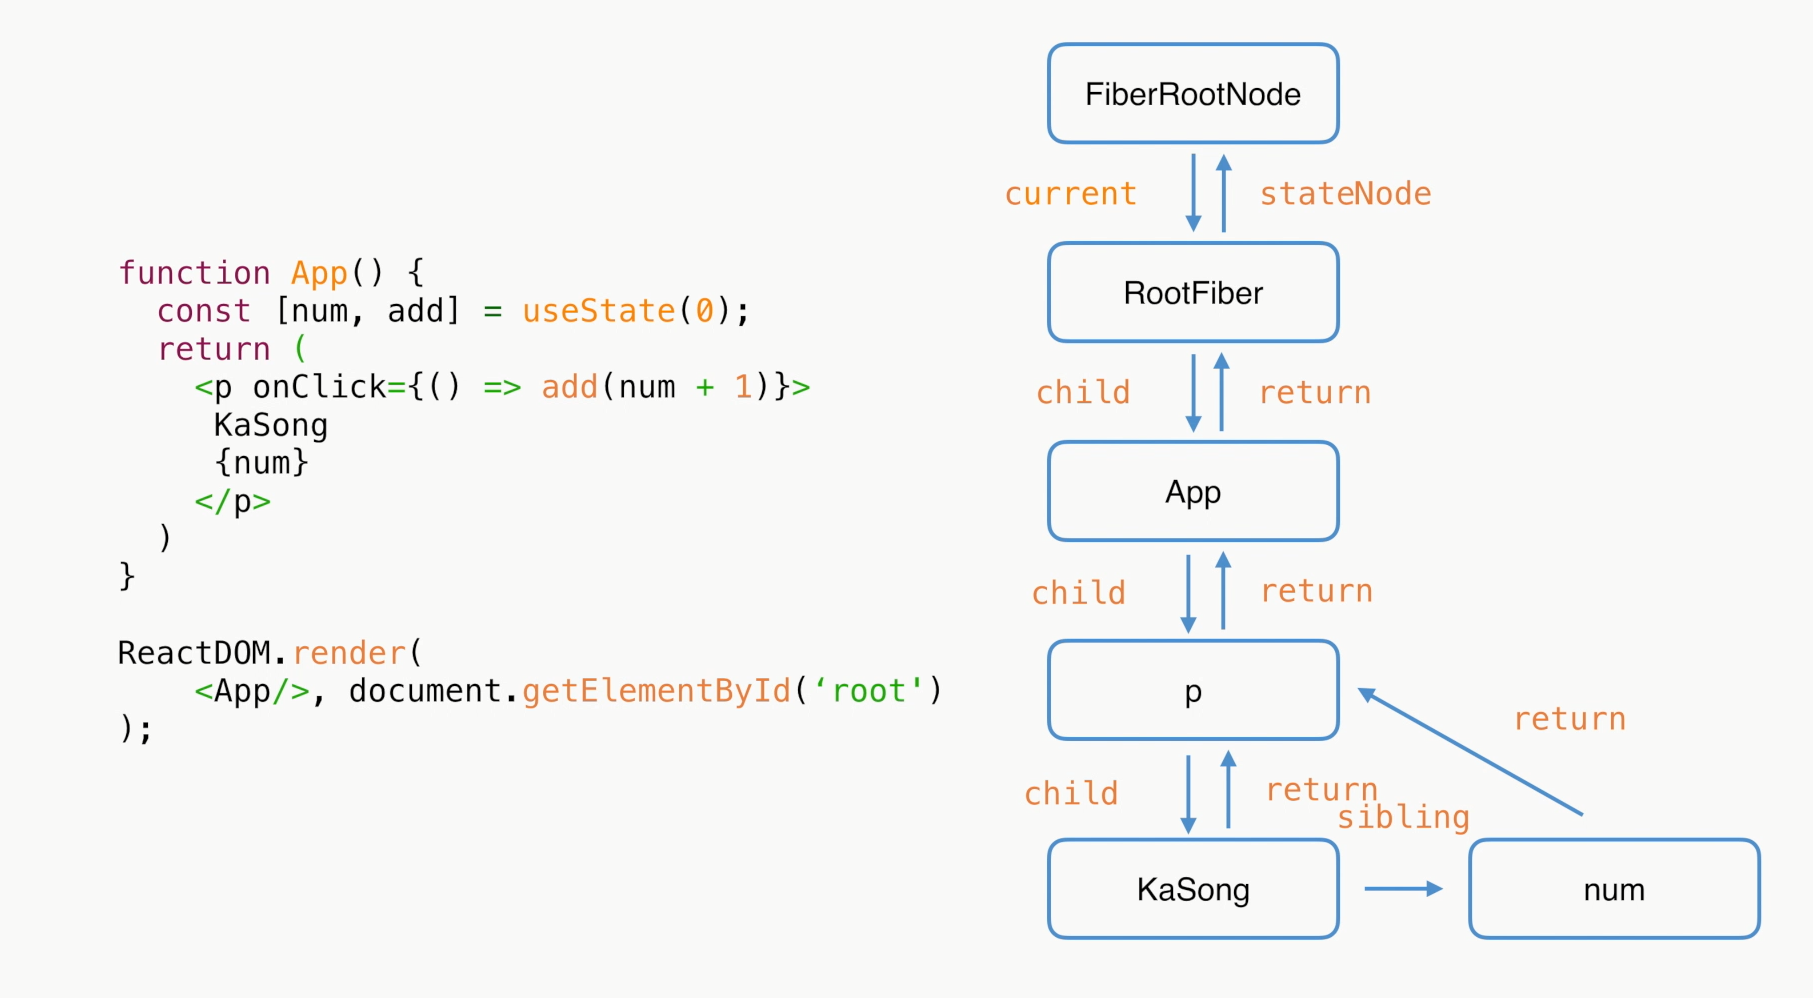 function App() {
  const [num, add] = useState(0);
  return (
    <p onClick={() => add(num + 1)}>
     KaSong
     {num}
    </p>
  )
}
ReactDOM.render(
    <App/>, document.getElementById(‘root')
);
FiberRootNode
current
stateNode
RootFiber
child
return
App
child
return
p
return
child
return
sibling
KaSong
num